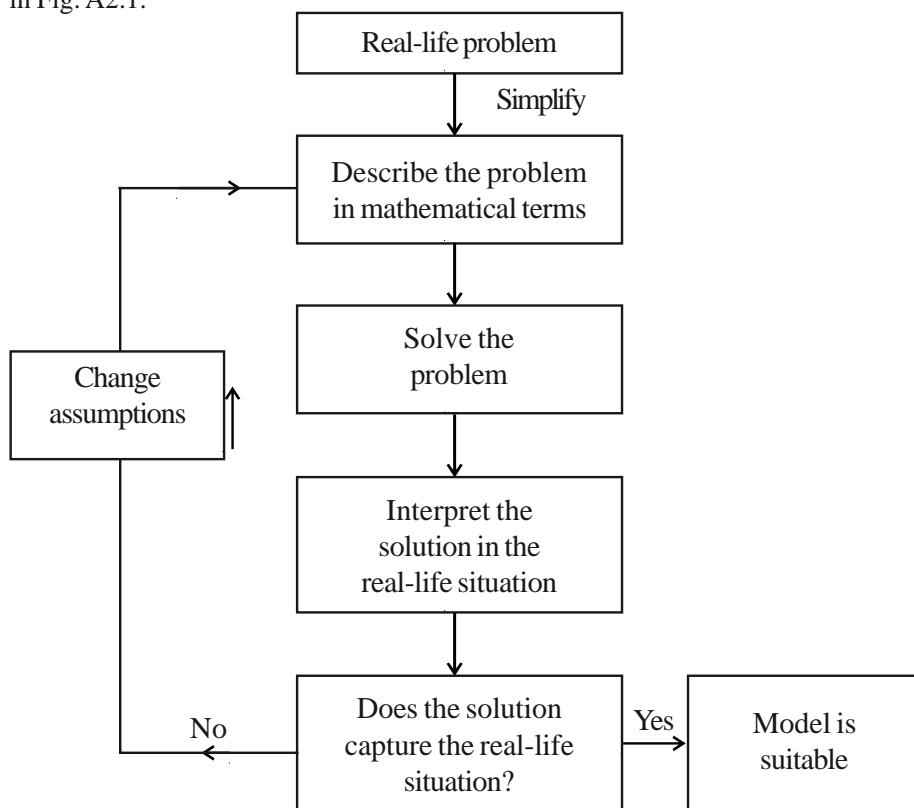 in Fig. A2.1.
Real-life problem
Simplify
Describe the problem
in mathematical terms
Solve the
problem
Change
assumptions
Interpret the
solution in the
real-life situation
Does the solution
capture the real-life
situation?
No
Yes
Model is
suitable